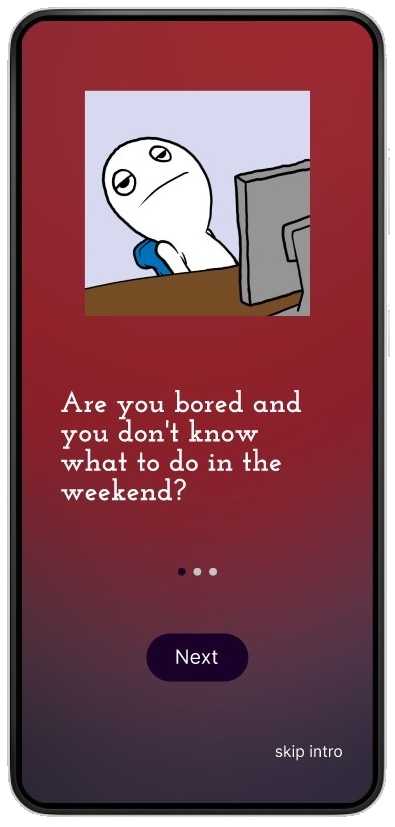 Are you bored and
you don't know
what to do in the
weekend?
Next
skip intro